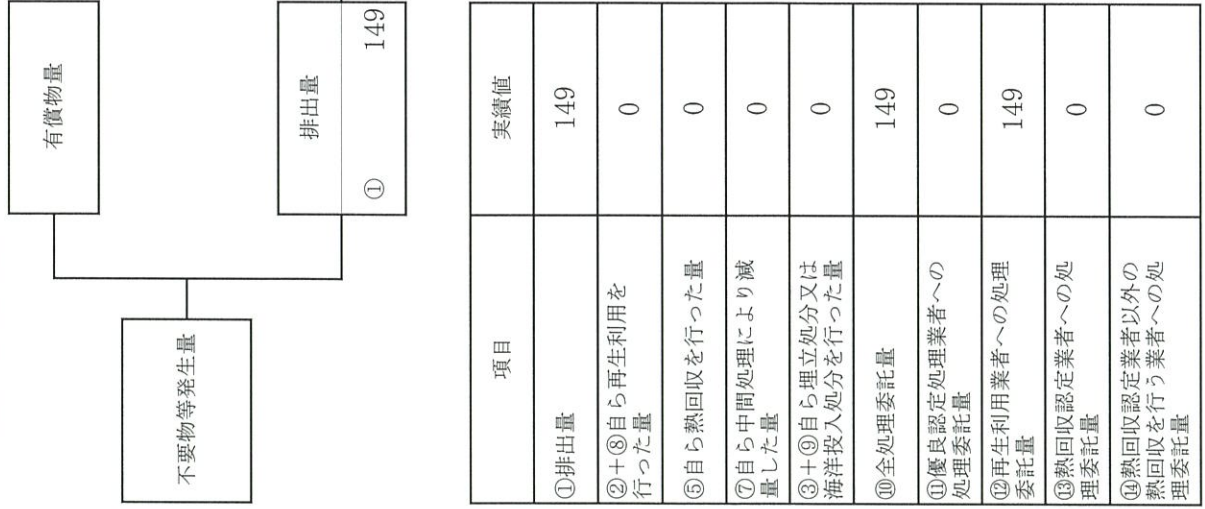 不要物等発生量
有償物量
排出量
① 149
項目 実績値
①排出量 149
②+⑧自ら再生利用を
行った量 0
⑤自ら熱回収を行った量 0
⑦自ら中間処理により減
量した量 0
③+⑨自ら埋立処分又は
海洋投入処分を行った量 0
⑩全処理委託量 149
⑪優良認定処理業者への
処理委託量 0
⑫再生利用業者への処理
委託量 149
⑬熱回収認定業者への処
理委託量 0
⑭熱回収認定業者以外の
熱回収を行う業者への処
理委託量 0